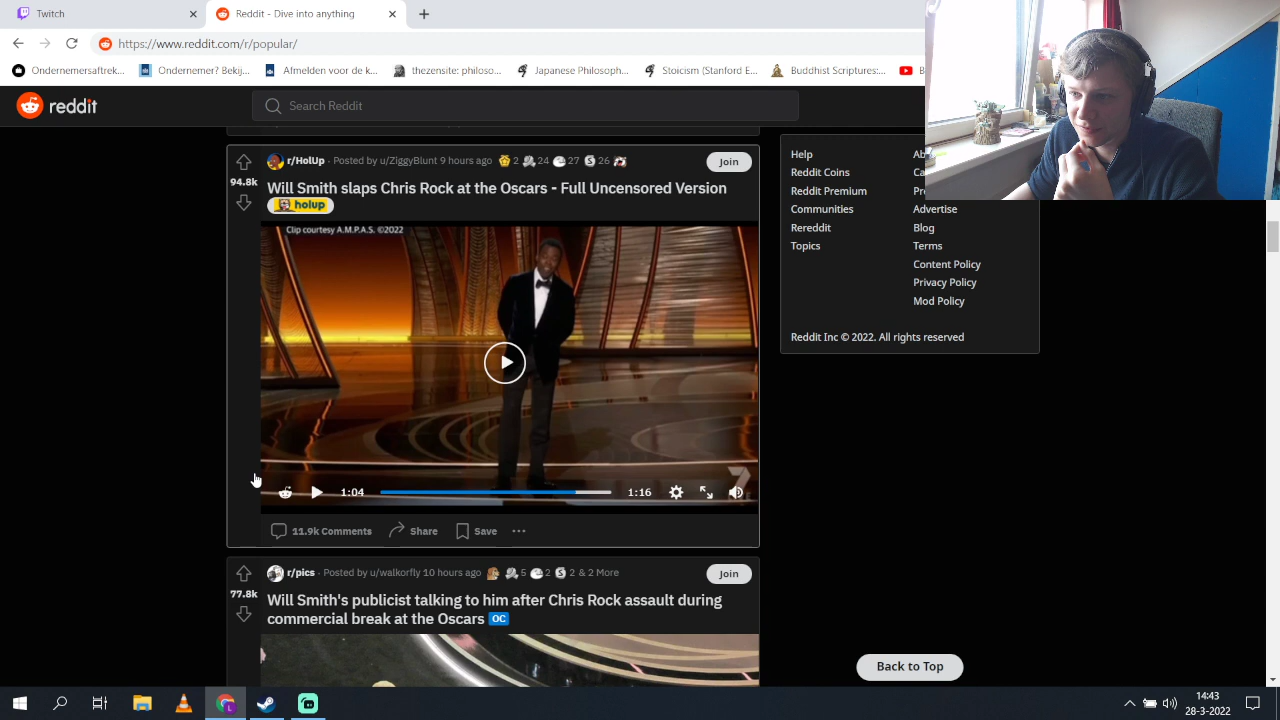 Twitch
Reddit - Dive into anything
https://www.reddit.com/r/popular/
Ondernemersaftrek...
Ondernemer? Bekij...
Afmelden voor de k...
thezensite: philoso...
Japanese Philosoph...
Stoicism (Stanford E...
Buddhist Scriptures:...
reddit
Search Reddit
r/HolUp · Posted by u/ZiggyBlunt 9 hours ago 2 24 27 26
Join
94.8k
Will Smith slaps Chris Rock at the Oscars - Full Uncensored Version
holup
Clip courtesy A.M.P.A.S. ©2022
7
1:04
1:16
11.9k Comments
Share
Save
r/pics · Posted by u/walkorfly 10 hours ago 5 2 2 & 2 More
Join
77.8k
Will Smith's publicist talking to him after Chris Rock assault during
commercial break at the Oscars OC
Help
Reddit Coins
Reddit Premium
Communities
Advertise
Rereddit
Blog
Topics
Terms
Content Policy
Privacy Policy
Mod Policy
Reddit Inc © 2022. All rights reserved
Back to Top
14:43
28-3-2022